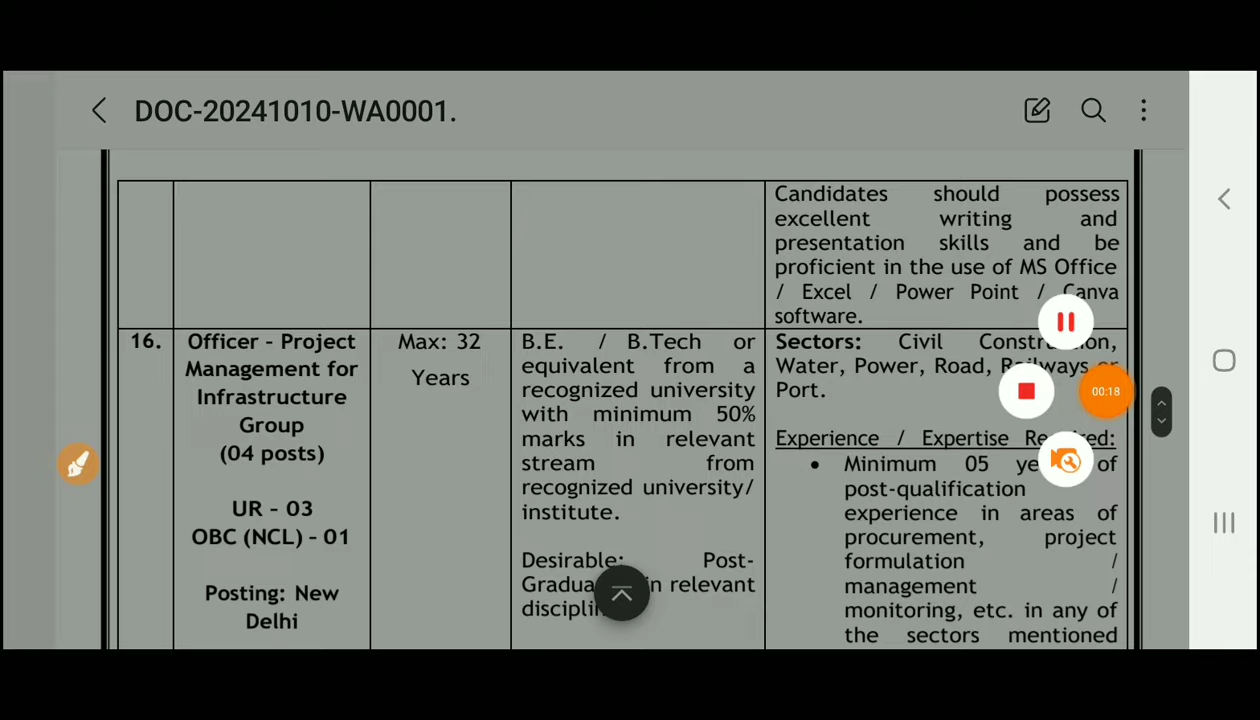 DOC-20241010-WA0001.
Candidates should possess
excellent writing and
presentation skills and be
proficient in the use of MS Office
/ Excel / Power Point / Canva
software.
16.
Officer - Project
Management for
Infrastructure
Group
(04 posts)
UR - 03
OBC (NCL) - 01
Posting: New
Delhi
Max: 32
Years
B.E. / B.Tech or
equivalent from a
recognized university
with minimum 50%
marks in relevant
stream from
recognized university/
institute.
Desirable: Post-
in relevant
Sectors: Civil
Water, Power, Road, Railways or
Port.
Experience / Expertise
Minimum 05 of
post-qualification
experience in areas of
procurement, project
formulation /
management /
monitoring, etc. in any of
the sectors mentioned
00:18